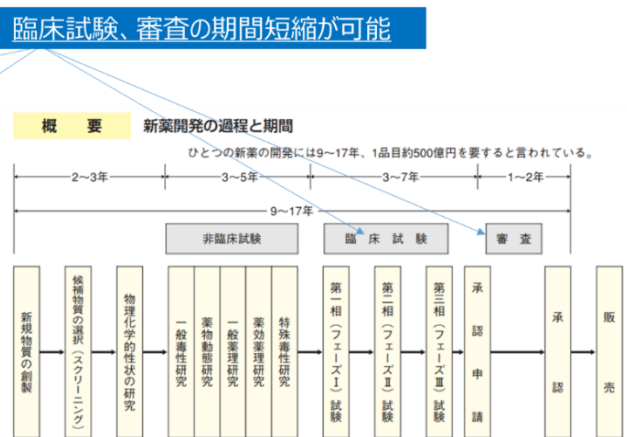 臨床試験、審査の期間短縮が可能
概 要
新薬開発の過程と期間
ひとつの新薬の開発には9〜17年、1品目約500億円を要すると言われている。
2〜3年
3〜5年
3〜7年
1〜2年
9〜17年
非臨床試験
臨 床 試 験
審 査
新規物質の創製
候補物質の選択（スクリーニング）
物理化学的性状の研究
一般毒性研究
薬物動態研究
一般薬理研究
薬効薬理研究
特殊毒性研究
第一相（フェーズⅠ）試験
第二相（フェーズⅡ）試験
第三相（フェーズⅢ）試験
承認申請
承認
販売